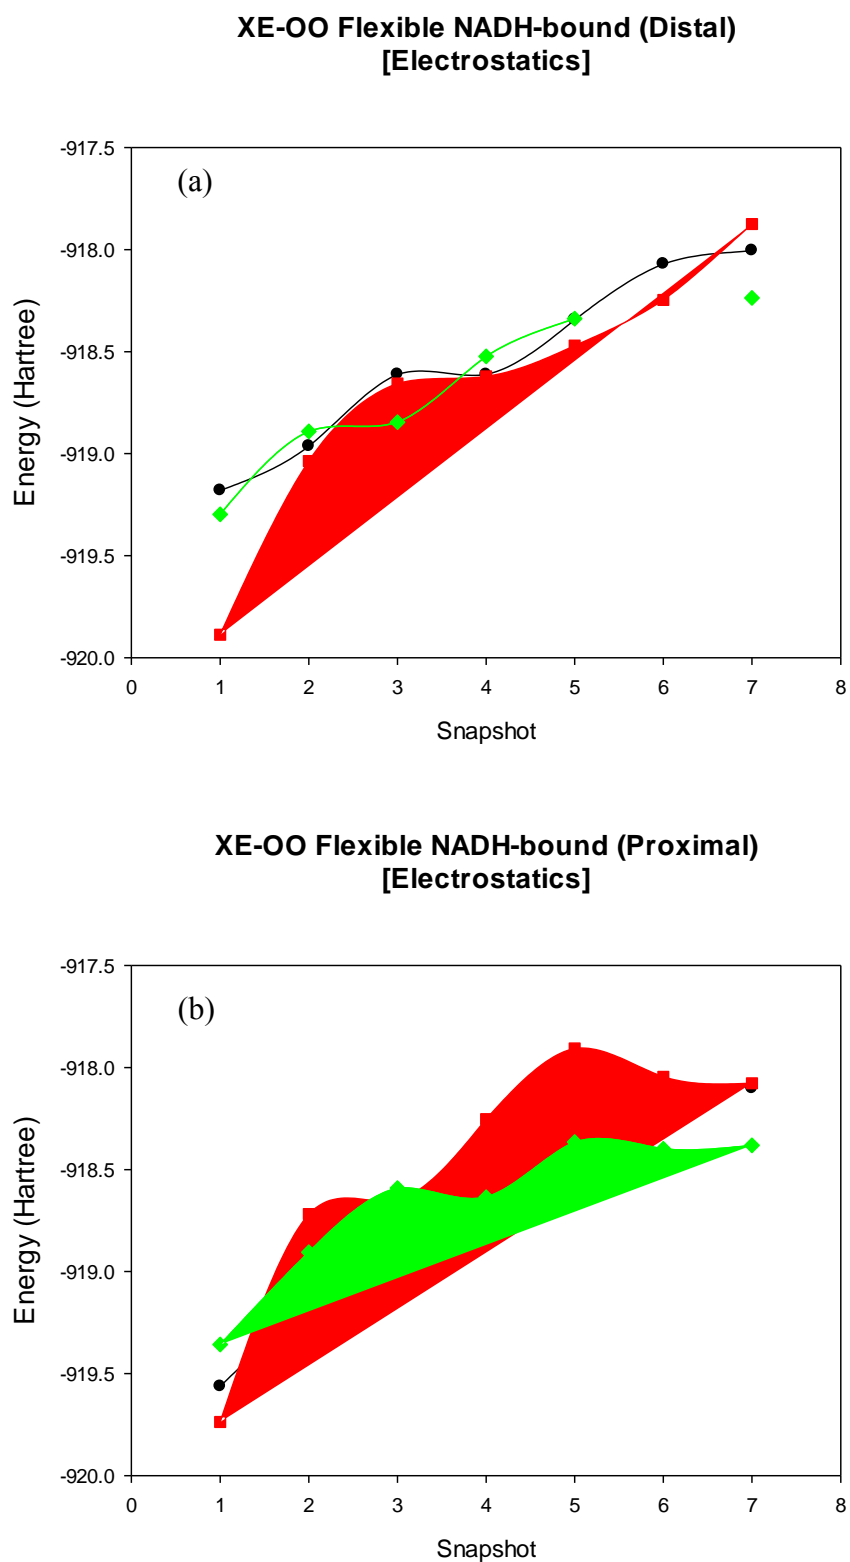 XE-OO Flexible NADH-bound (Distal)
[Electrostatics]
(a)
Energy (Hartree)
-917.5
-918.0
-918.5
-919.0
-919.5
-920.0
0 1 2 3 4 5 6 7 8
Snapshot
XE-OO Flexible NADH-bound (Proximal)
[Electrostatics]
(b)
Energy (Hartree)
-917.5
-918.0
-918.5
-919.0
-919.5
-920.0
0 1 2 3 4 5 6 7 8
Snapshot